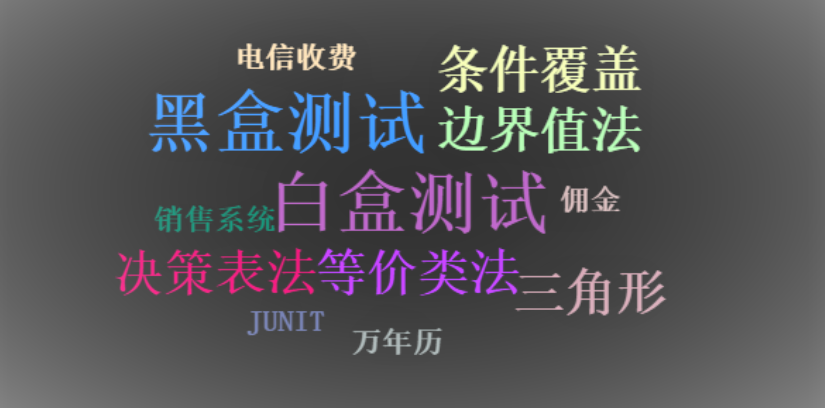 电信收费
条件覆盖
黑盒测试
边界值法
白盒测试
佣金
销售系统
决策表法
等价类法
三角形
JUNIT
万年历